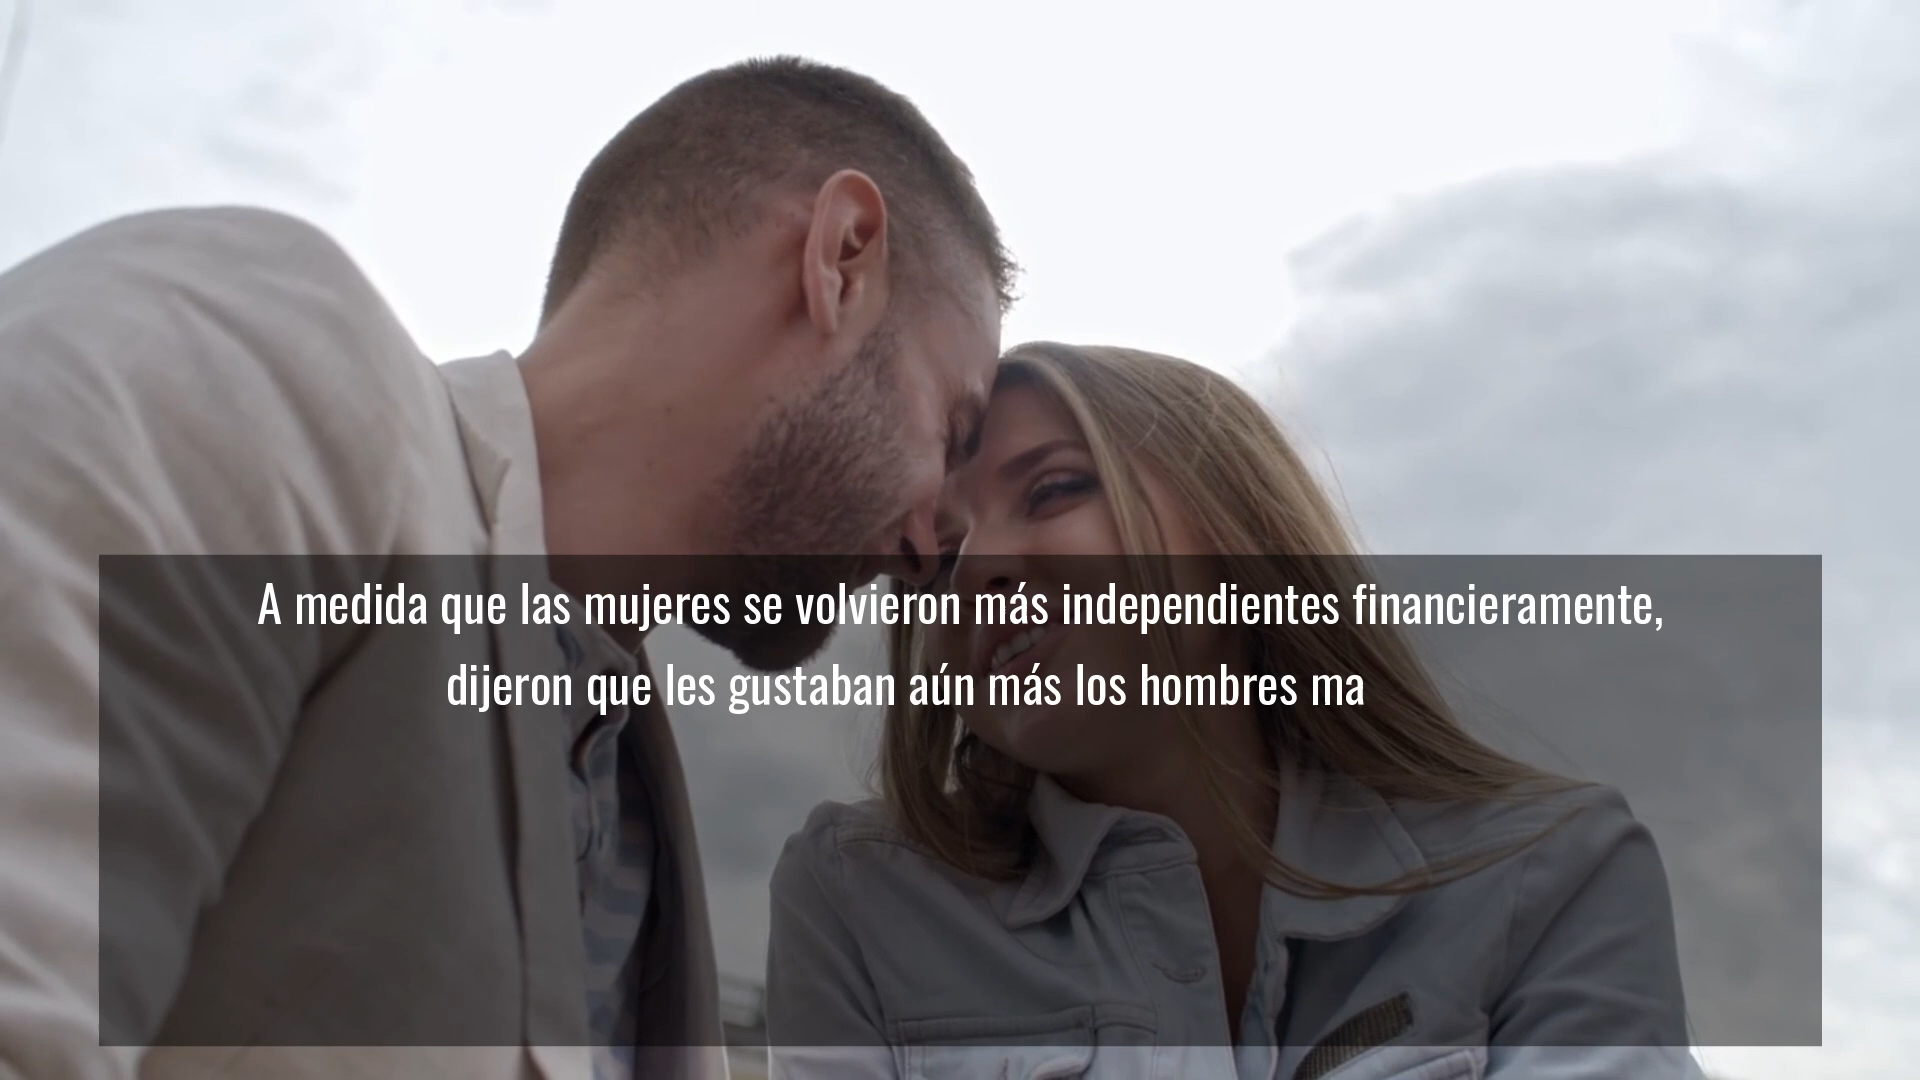 A medida que las mujeres se volvieron más independientes financieramente,
dijeron que les gustaban aún más los hombres ma